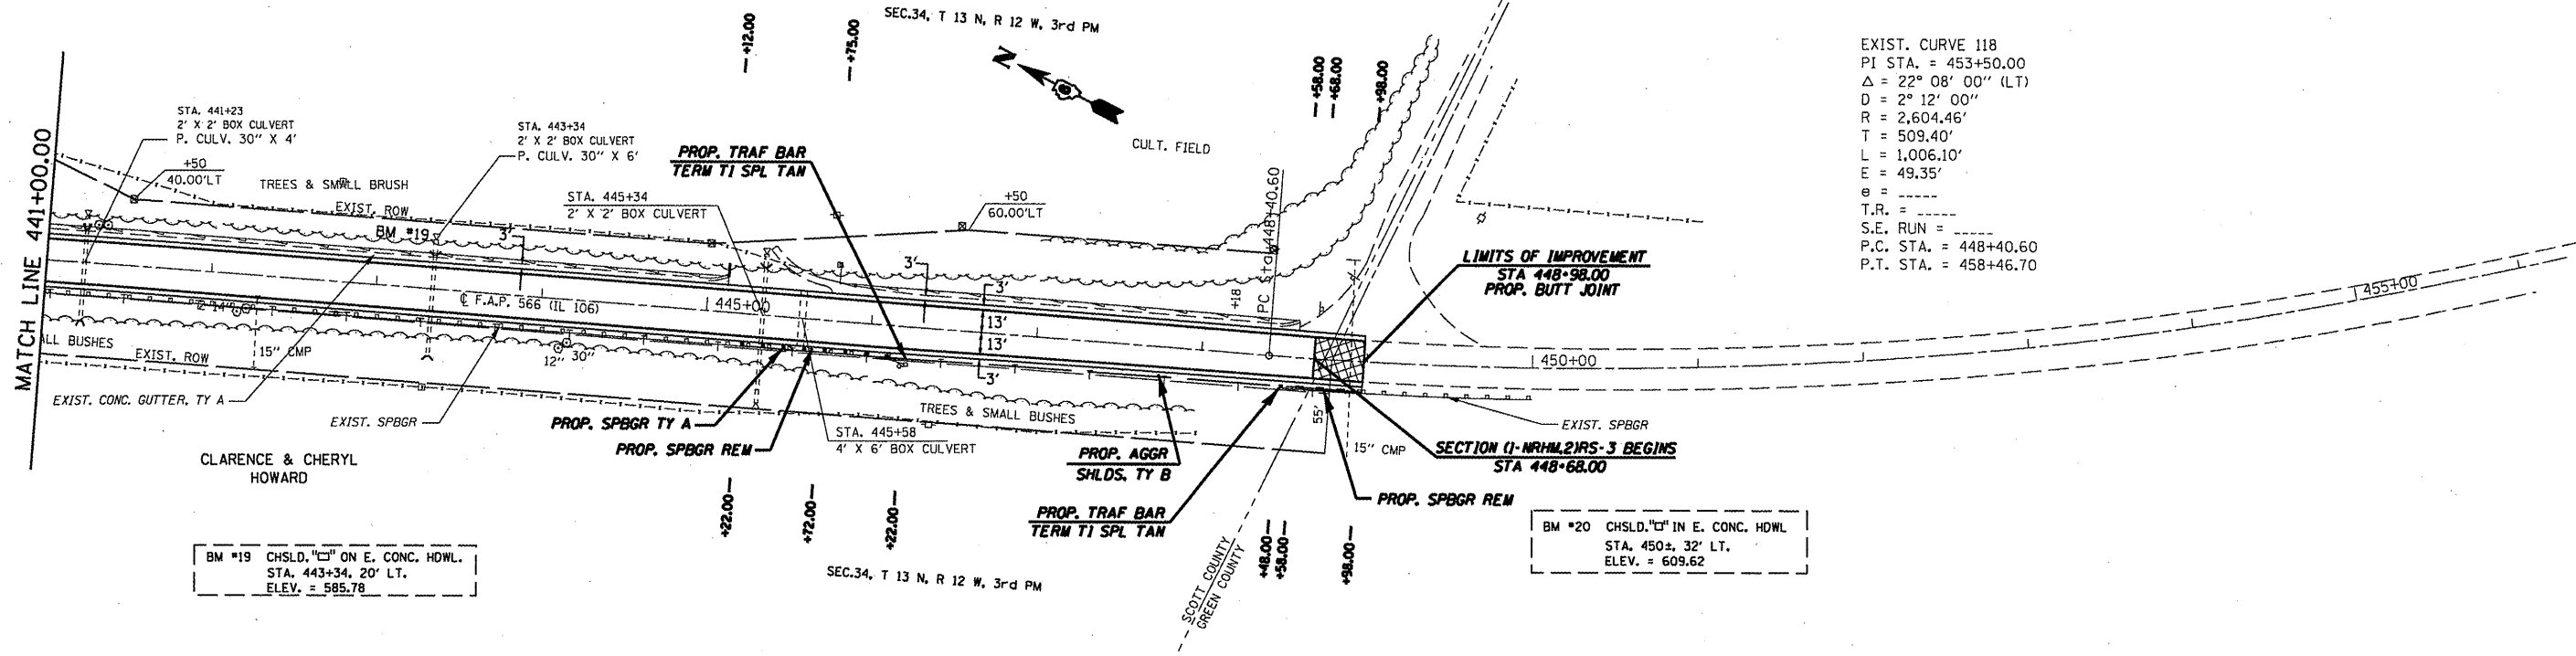 SEC.34, T 13 N, R 12 W, 3rd PM
+12.00
+75.00
N
+58.00
+68.00
+98.00
EXIST. CURVE 118
PI STA. = 453+50.00
Δ = 22° 08' 00" (LT)
D = 2° 12' 00"
R = 2,604.46'
T = 509.40'
L = 1,006.10'
E = 49.35'
e = -----
T.R. = -----
S.E. RUN = -----
P.C. STA. = 448+40.60
P.T. STA. = 458+46.70
MATCH LINE 441+00.00
STA. 441+23
2' X 2' BOX CULVERT
P. CULV. 30" X 4'
+50
40.00'LT
TREES & SMALL BRUSH
EXIST. ROW
BM #19
3'
STA. 443+34
2' X 2' BOX CULVERT
P. CULV. 30" X 6'
PROP. TRAF BAR
TERM T1 SPL TAN
STA. 445+34
2' X 2' BOX CULVERT
CULT. FIELD
+50
60.00'LT
3'
3'
PC Sta 448+40.60
+18
LIMITS OF IMPROVEMENT
STA 448+98.00
PROP. BUTT JOINT
℄ F.A.P. 566 (IL 106)
445+00
13'
13'
3'
450+00
455+00
2-14"
ALL BUSHES
EXIST. ROW
15" CMP
12" 30"
EXIST. CONC. GUTTER, TY A
EXIST. SPBGR
PROP. SPBGR TY A
PROP. SPBGR REM
STA. 445+58
4' X 6' BOX CULVERT
TREES & SMALL BUSHES
PROP. AGGR
SHLDS, TY B
PROP. TRAF BAR
TERM T1 SPL TAN
55'
15" CMP
EXIST. SPBGR
SECTION (1-NRHM,2)RS-3 BEGINS
STA 448+68.00
PROP. SPBGR REM
CLARENCE & CHERYL
HOWARD
+22.00
+72.00
+22.00
+48.00
+58.00
+98.00
SCOTT COUNTY
GREEN COUNTY
BM #19 CHSLD. "□" ON E. CONC. HDWL.
STA. 443+34, 20' LT.
ELEV. = 585.78
SEC.34, T 13 N, R 12 W, 3rd PM
BM #20 CHSLD. "□" IN E. CONC. HDWL
STA. 450±, 32' LT.
ELEV. = 609.62